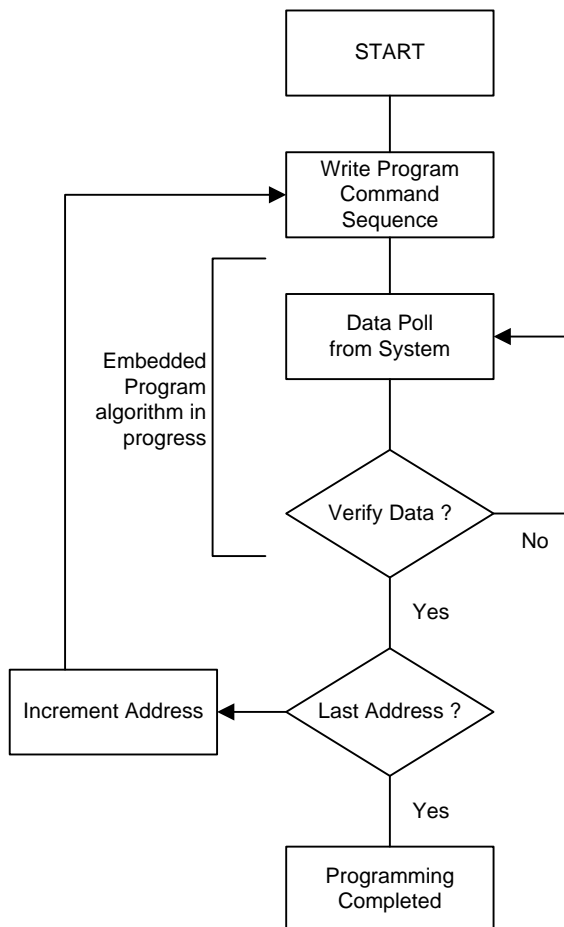 START
Write Program
Command
Sequence
Data Poll
from System
Embedded
Program
algorithm in
progress
Verify Data ?
No
Yes
Increment Address
Last Address ?
Yes
Programming
Completed